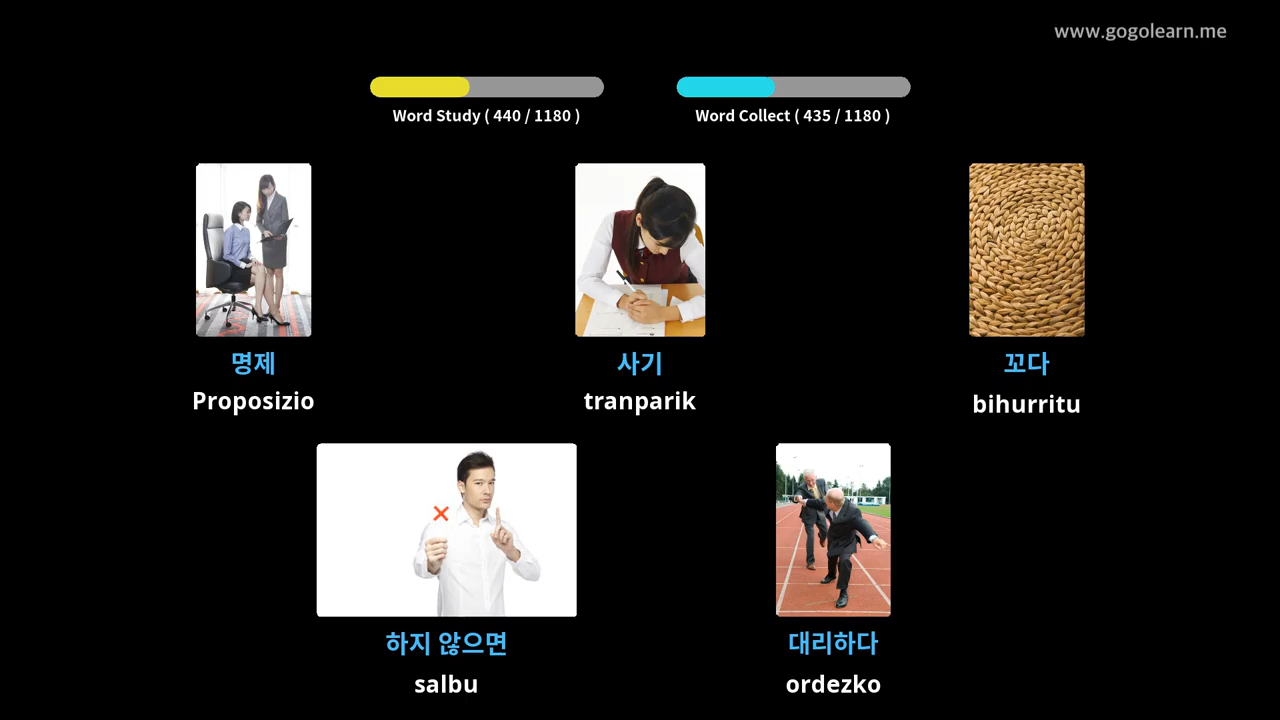 www.gogolearn.me
Word Study ( 440 / 1180 )
Word Collect ( 435 / 1180 )
명제
Proposizio
사기
tranparik
꼬다
bihurritu
하지 않으면
salbu
대리하다
ordezko